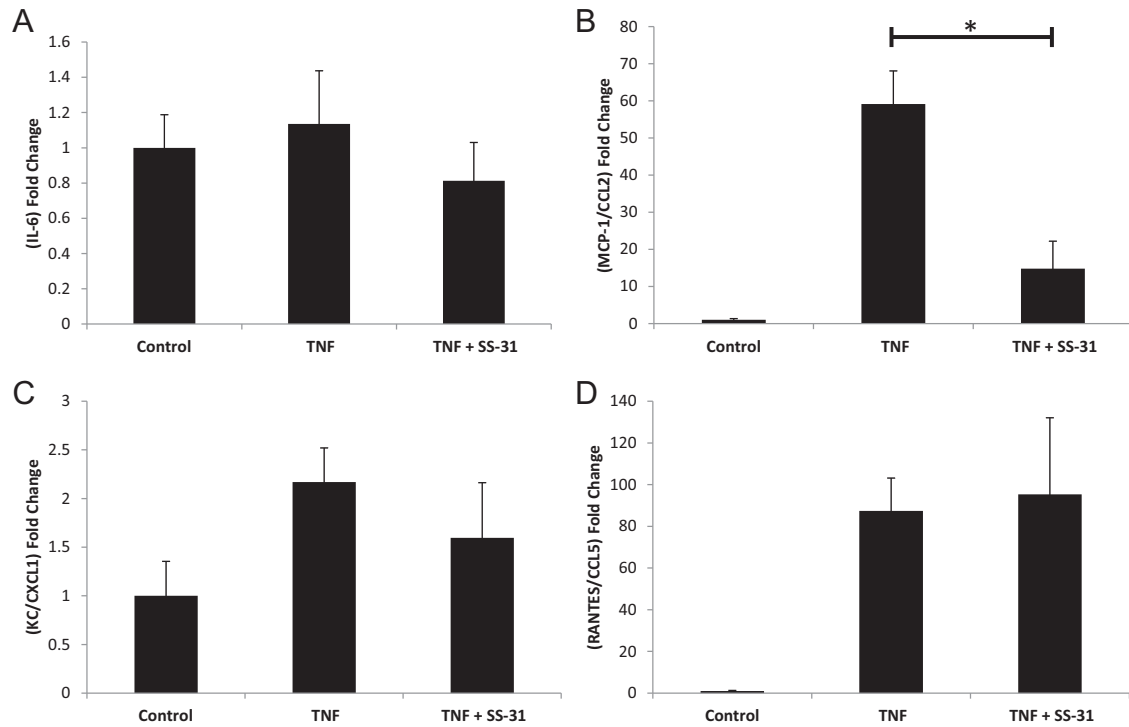 A
(IL-6) Fold Change
1.6
1.4
1.2
1
0.8
0.6
0.4
0.2
0
Control TNF TNF + SS-31
B
(MCP-1/CCL2) Fold Change
80
70
60
50
40
30
20
10
0
*
Control TNF TNF + SS-31
C
(KC/CXCL1) Fold Change
3
2.5
2
1.5
1
0.5
0
Control TNF TNF + SS-31
D
(RANTES/CCL5) Fold Change
140
120
100
80
60
40
20
0
Control TNF TNF + SS-31